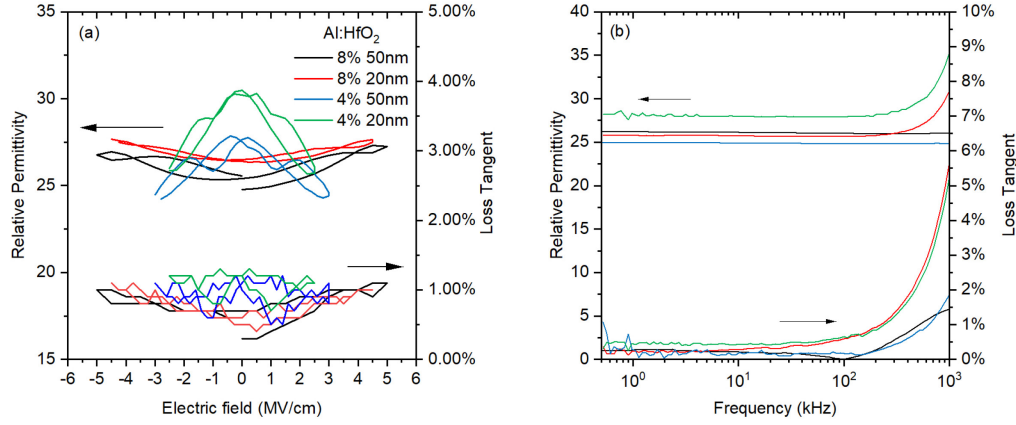 (a)
Al:HfO2
8% 50nm
8% 20nm
4% 50nm
4% 20nm
35
30
25
20
15
Relative Permittivity
5.00%
4.00%
3.00%
2.00%
1.00%
0.00%
Loss Tangent
-6 -5 -4 -3 -2 -1 0 1 2 3 4 5 6
Electric field (MV/cm)
(b)
40
35
30
25
20
15
10
5
0
Relative Permittivity
10%
9%
8%
7%
6%
5%
4%
3%
2%
1%
0%
Loss Tangent
10^0 10^1 10^2 10^3
Frequency (kHz)